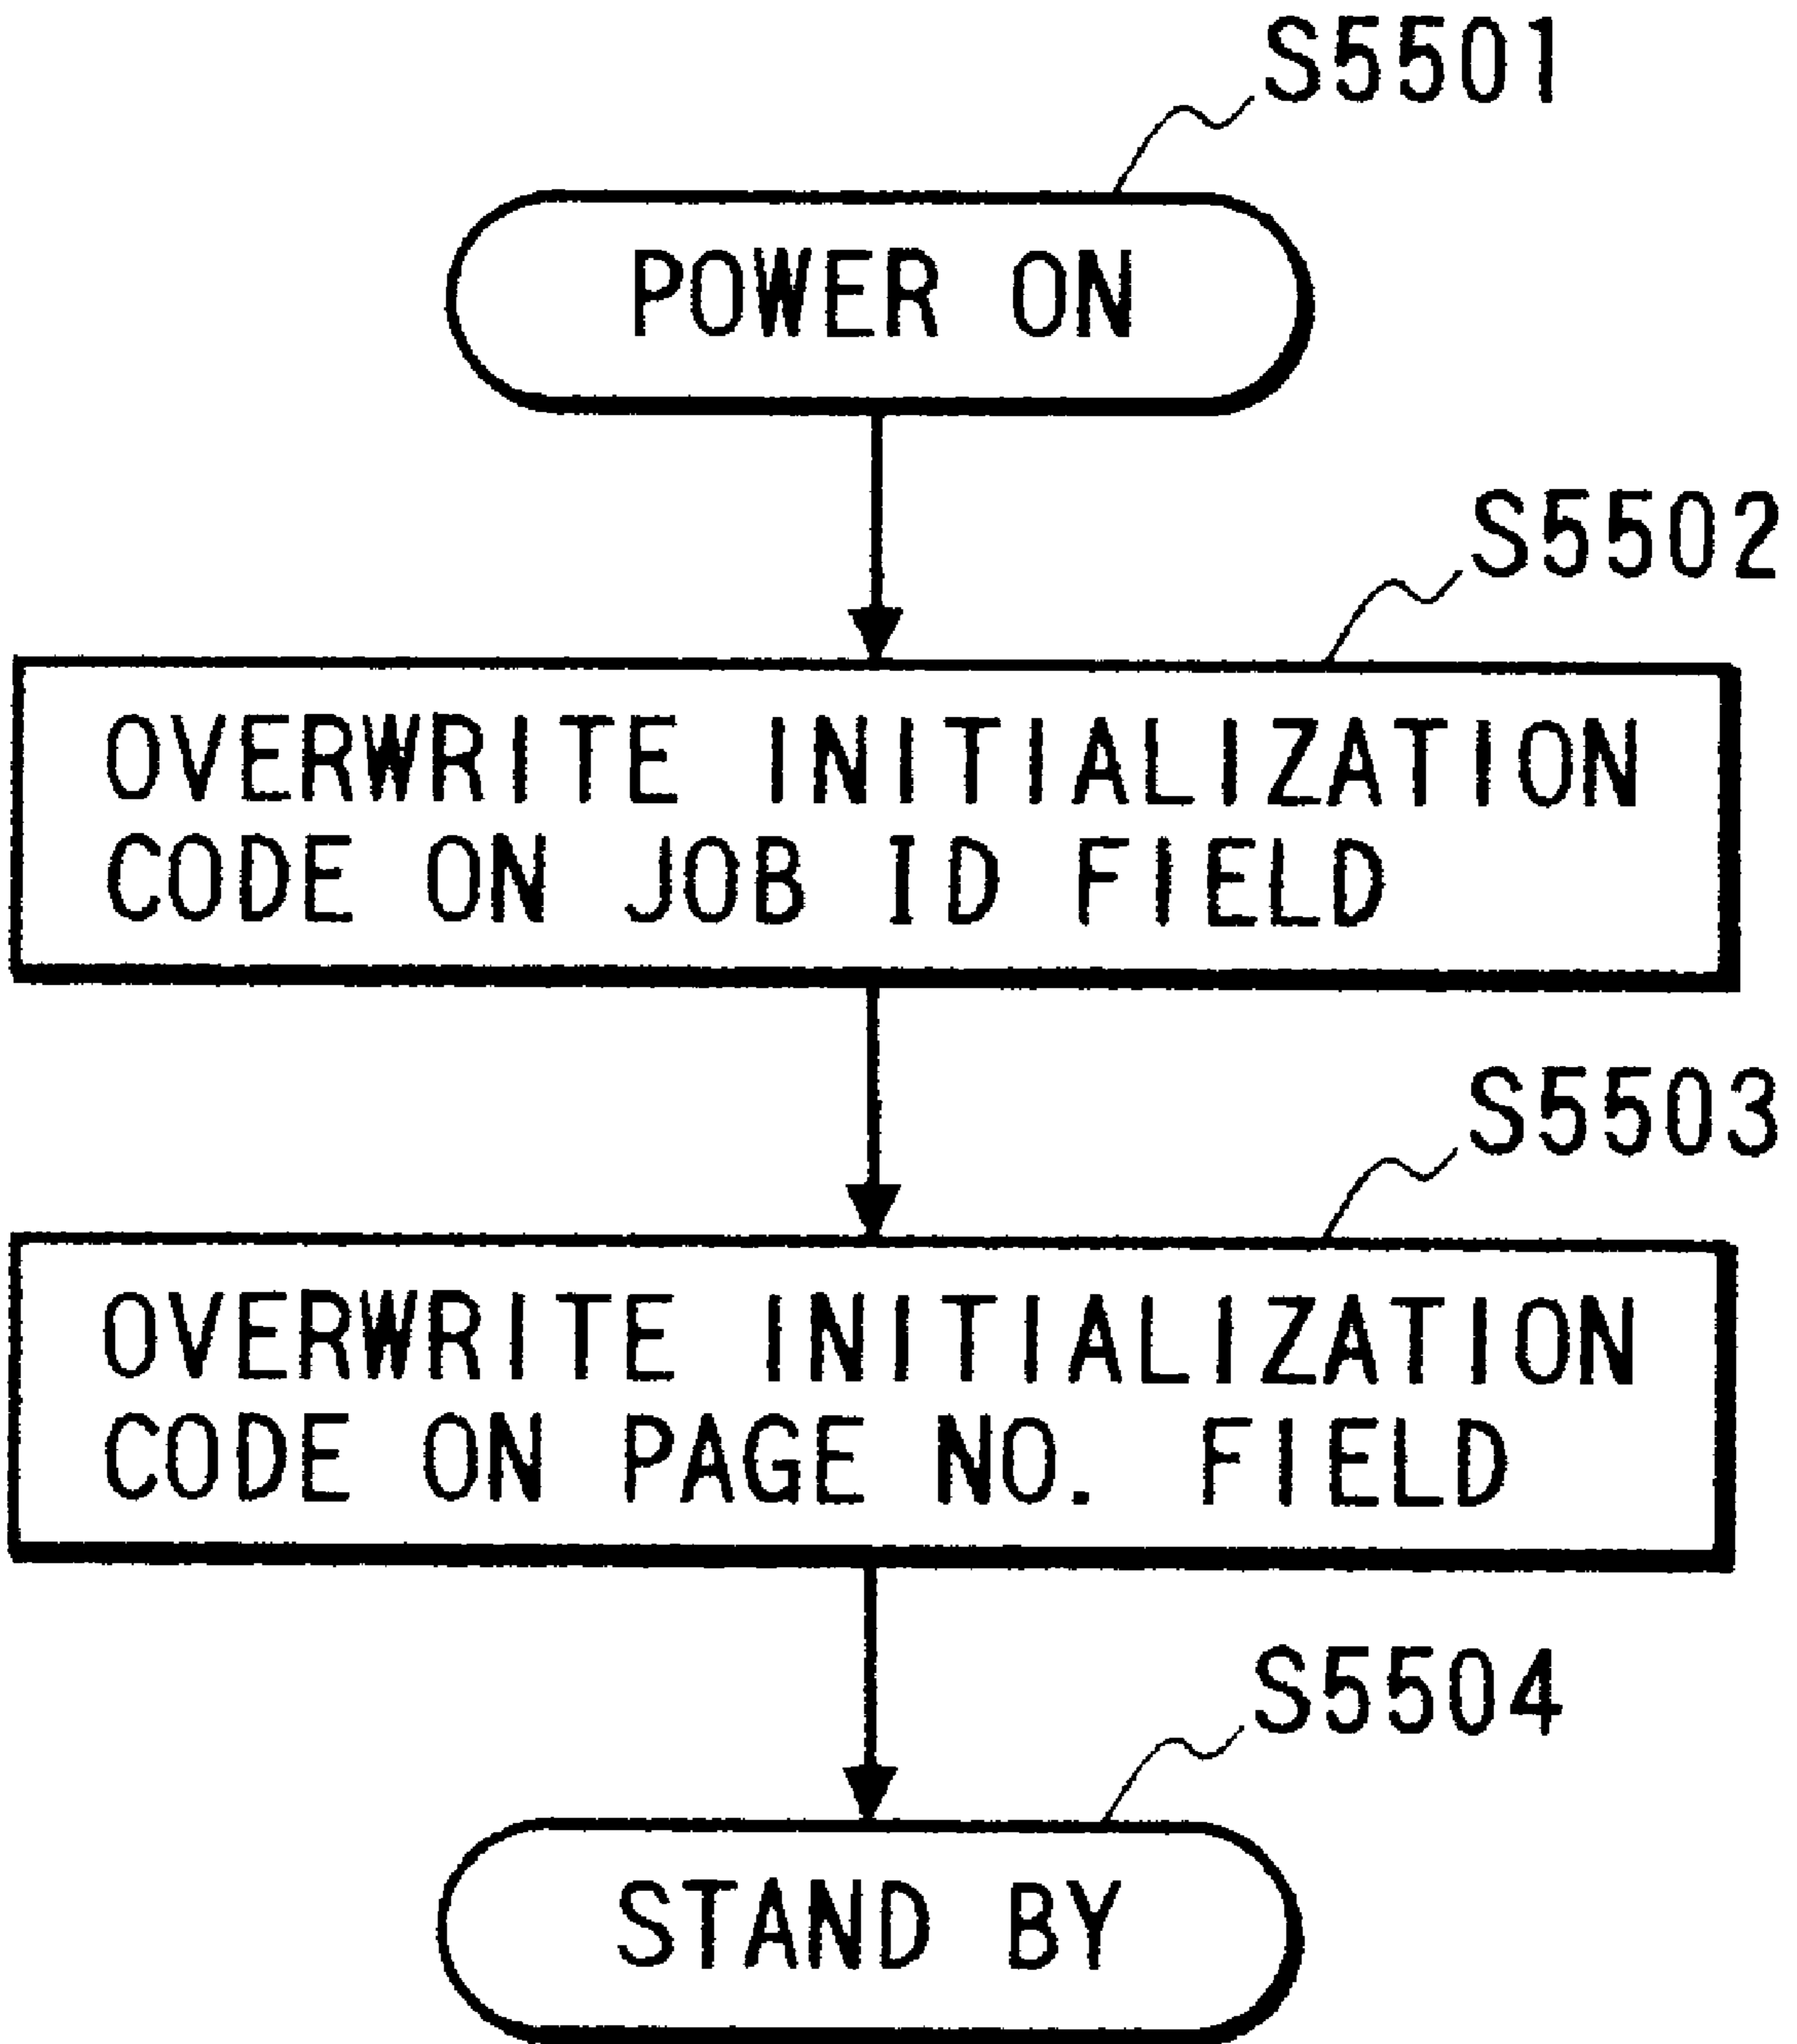 S5501
POWER ON
S5502
OVERWRITE INITIALIZATION
CODE ON JOB ID FIELD
S5503
OVERWRITE INITIALIZATION
CODE ON PAGE NO. FIELD
S5504
STAND BY